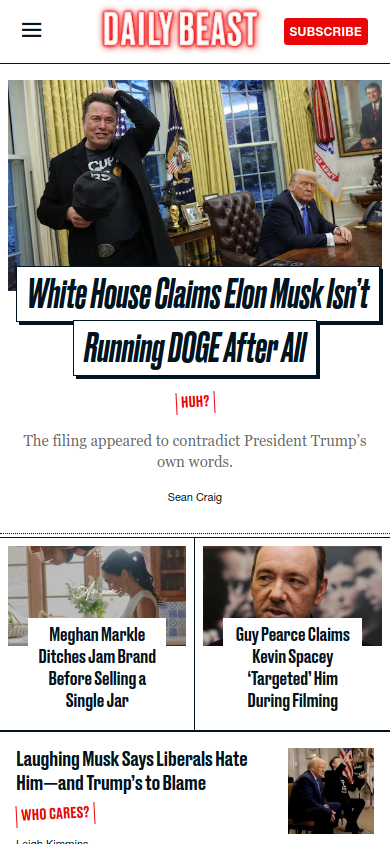 DAILY BEAST
SUBSCRIBE
White House Claims Elon Musk Isn’t
Running DOGE After All
HUH?
The filing appeared to contradict President Trump’s
own words.
Sean Craig
Meghan Markle
Ditches Jam Brand
Before Selling a
Single Jar
Guy Pearce Claims
Kevin Spacey
‘Targeted’ Him
During Filming
Laughing Musk Says Liberals Hate
Him—and Trump’s to Blame
WHO CARES?
Leigh Kimmins